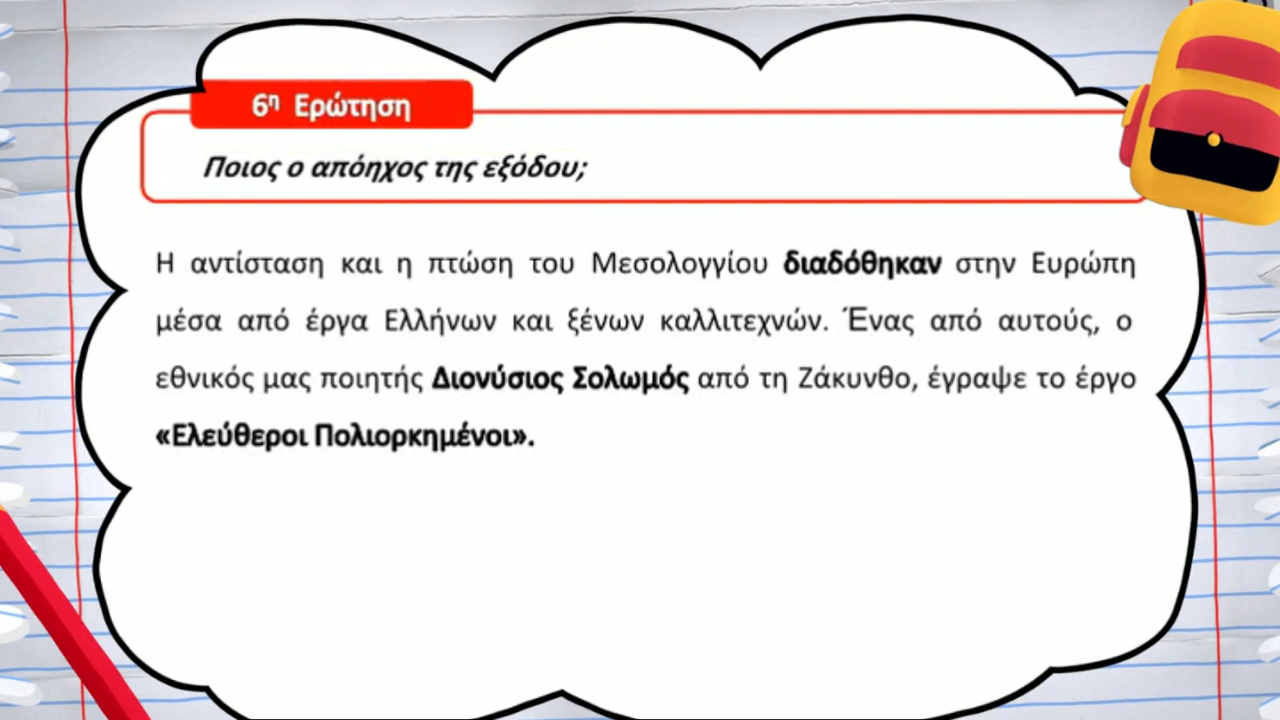 6η Ερώτηση
Ποιος ο απόηχος της εξόδου;
Η αντίσταση και η πτώση του Μεσολογγίου διαδόθηκαν στην Ευρώπη
μέσα από έργα Ελλήνων και ξένων καλλιτεχνών. Ένας από αυτούς, ο
εθνικός μας ποιητής Διονύσιος Σολωμός από τη Ζάκυνθο, έγραψε το έργο
«Ελεύθεροι Πολιορκημένοι».